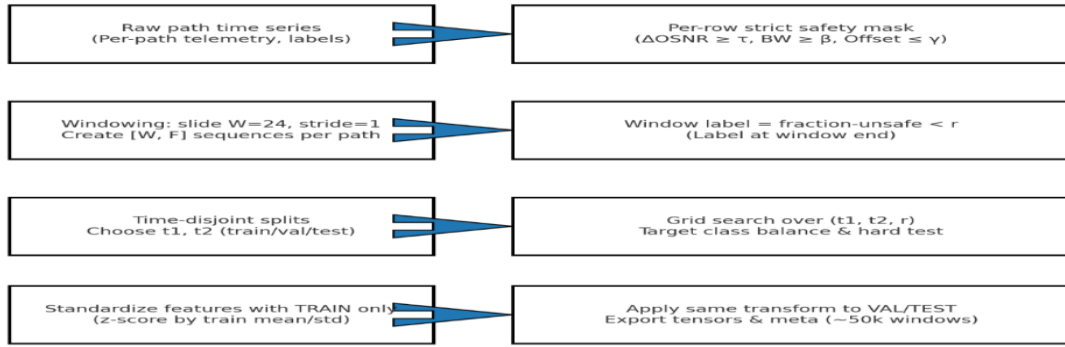 Raw path time series
(Per-path telemetry, labels)
Per-row strict safety mask
(ΔOSNR ≥ τ, BW ≥ β, Offset ≤ γ)
Windowing: slide W=24, stride=1
Create [W, F] sequences per path
Window label = fraction-unsafe < r
(Label at window end)
Time-disjoint splits
Choose t1, t2 (train/val/test)
Grid search over (t1, t2, r)
Target class balance & hard test
Standardize features with TRAIN only
(z-score by train mean/std)
Apply same transform to VAL/TEST
Export tensors & meta (~50k windows)